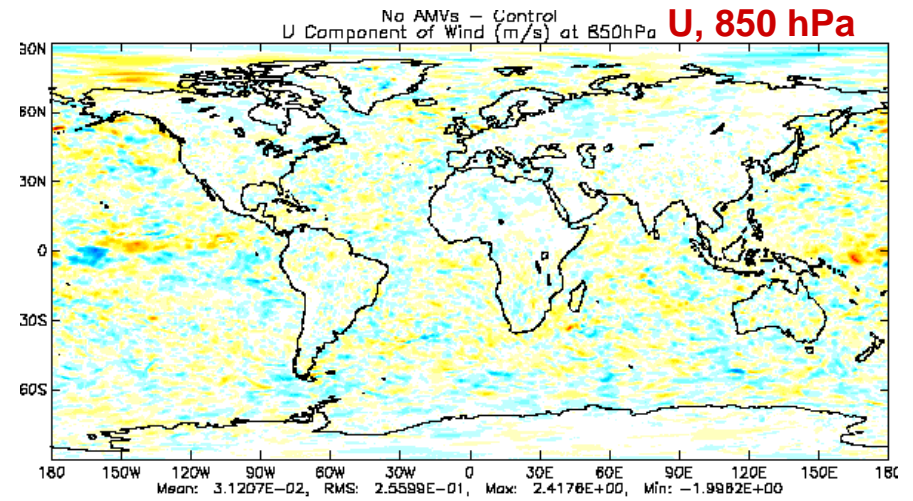 No AMVs – Control
U Component of Wind (m/s) at 850hPa
U, 850 hPa
90N
60N
30N
0
30S
60S
180 150W 120W 90W 60W 30W 0 30E 60E 90E 120E 150E 180
Mean: 3.1207E–02, RMS: 2.5599E–01, Max: 2.4176E+00, Min: –1.9982E+00